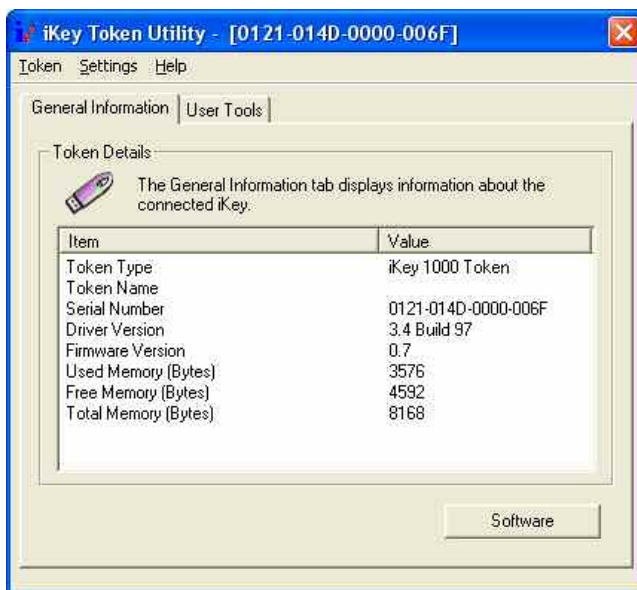 iKey Token Utility - [0121-014D-0000-006F]
Token Settings Help
General Information User Tools
Token Details
The General Information tab displays information about the
connected iKey.
Item Value
Token Type iKey 1000 Token
Token Name
Serial Number 0121-014D-0000-006F
Driver Version 3.4 Build 97
Firmware Version 0.7
Used Memory (Bytes) 3576
Free Memory (Bytes) 4592
Total Memory (Bytes) 8168
Software